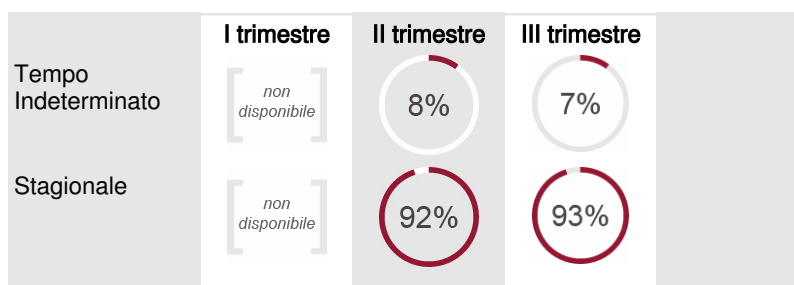 I trimestre II trimestre III trimestre
Tempo
Indeterminato
non
disponibile
8%
7%
Stagionale
non
disponibile
92%
93%